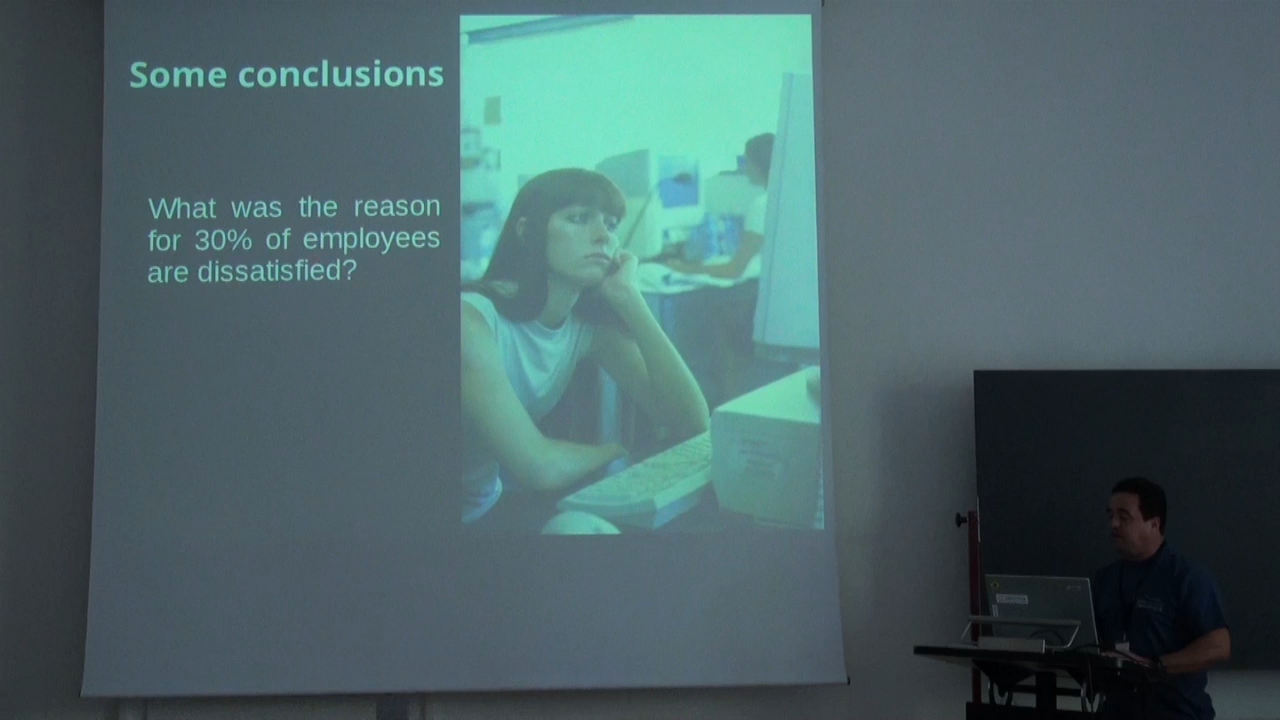 Some conclusions
What was the reason
for 30% of employees
are dissatisfied?